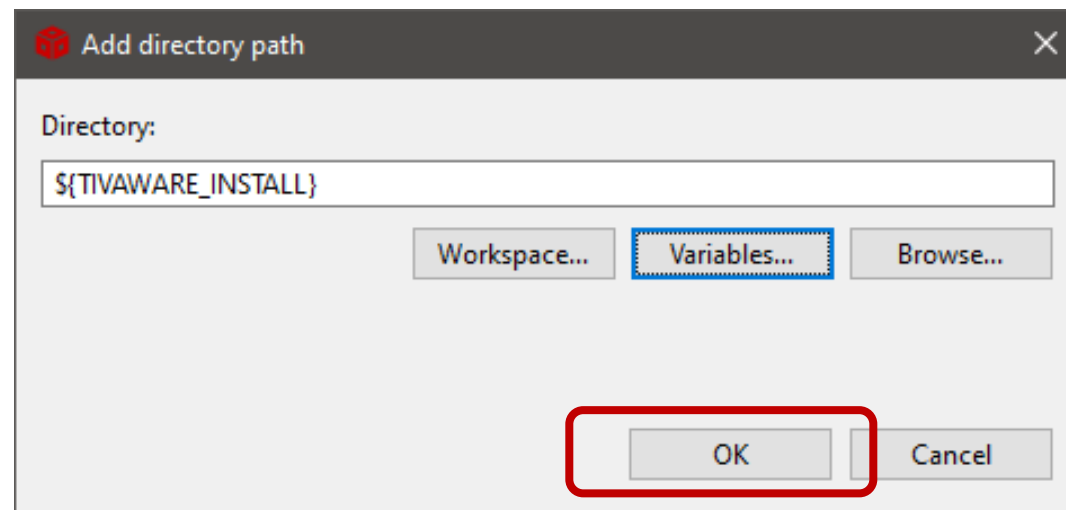 Add directory path
Directory:
${TIVAWARE_INSTALL}
Workspace... Variables... Browse...
OK Cancel